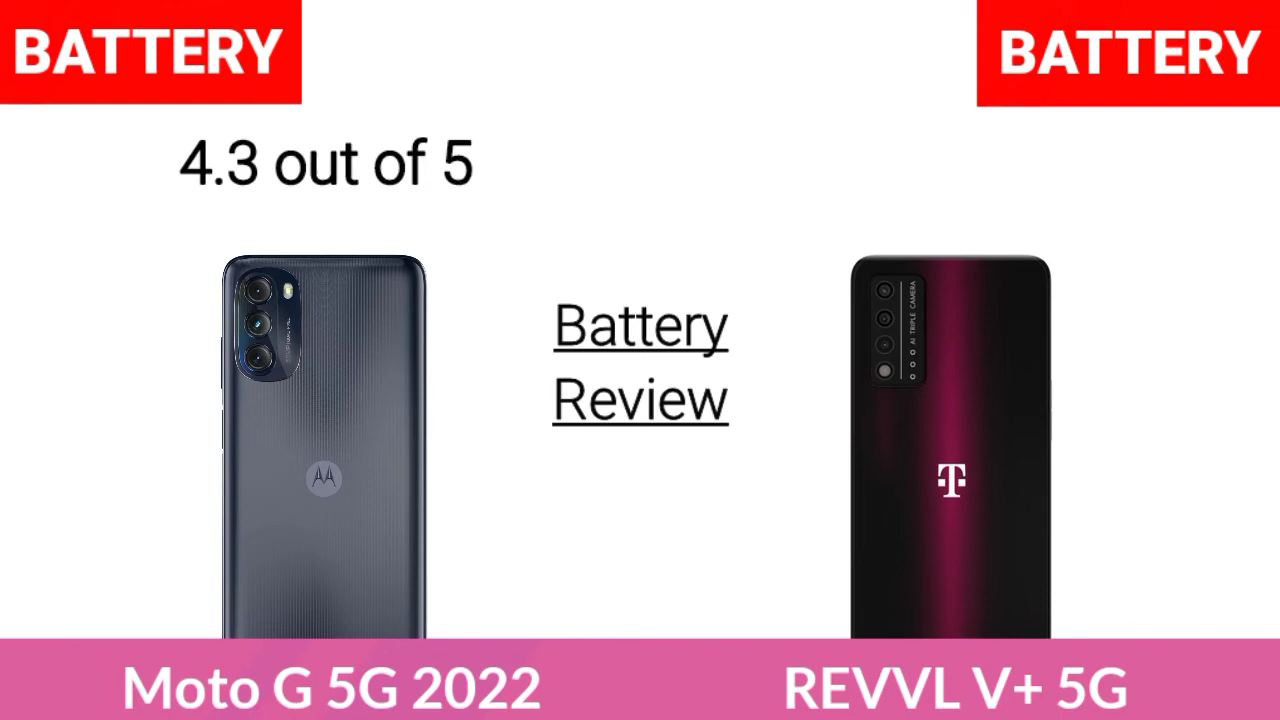 BATTERY
BATTERY
4.3 out of 5
Battery
Review
AI TRIPLE CAMERA
T
Moto G 5G 2022
REVVL V+ 5G